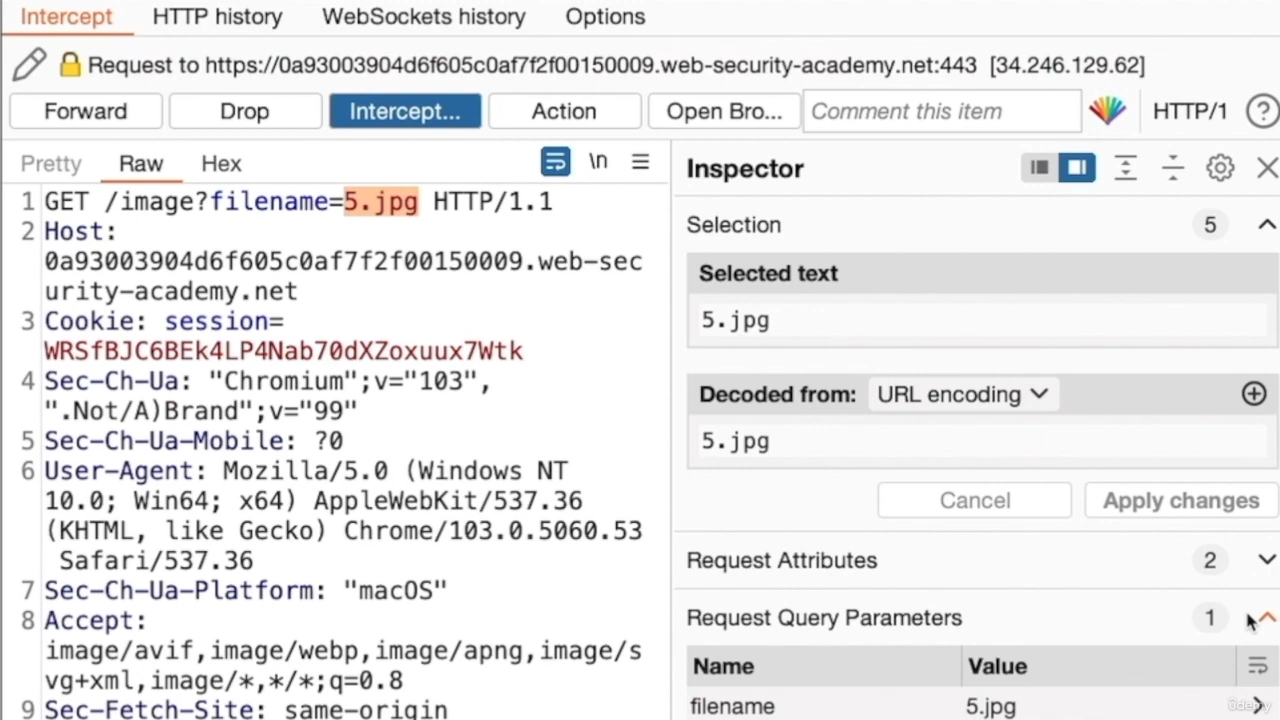 Intercept HTTP history WebSockets history Options
Request to https://0a93003904d6f605c0af7f2f00150009.web-security-academy.net:443 [34.246.129.62]
Forward Drop Intercept... Action Open Bro... Comment this item HTTP/1 ?
Pretty Raw Hex \n
1 GET /image?filename=5.jpg HTTP/1.1
2 Host:
0a93003904d6f605c0af7f2f00150009.web-sec
urity-academy.net
3 Cookie: session=
WRSfBJC6BEk4LP4Nab70dXZoxuux7Wtk
4 Sec-Ch-Ua: "Chromium";v="103",
".Not/A)Brand";v="99"
5 Sec-Ch-Ua-Mobile: ?0
6 User-Agent: Mozilla/5.0 (Windows NT
10.0; Win64; x64) AppleWebKit/537.36
(KHTML, like Gecko) Chrome/103.0.5060.53
Safari/537.36
7 Sec-Ch-Ua-Platform: "macOS"
8 Accept:
image/avif,image/webp,image/apng,image/s
vg+xml,image/*,*/*;q=0.8
9 Sec-Fetch-Site: same-origin
Inspector
Selection 5
Selected text
5.jpg
Decoded from: URL encoding
5.jpg
Cancel Apply changes
Request Attributes 2
Request Query Parameters 1
Name Value
filename 5.jpg
Udemy